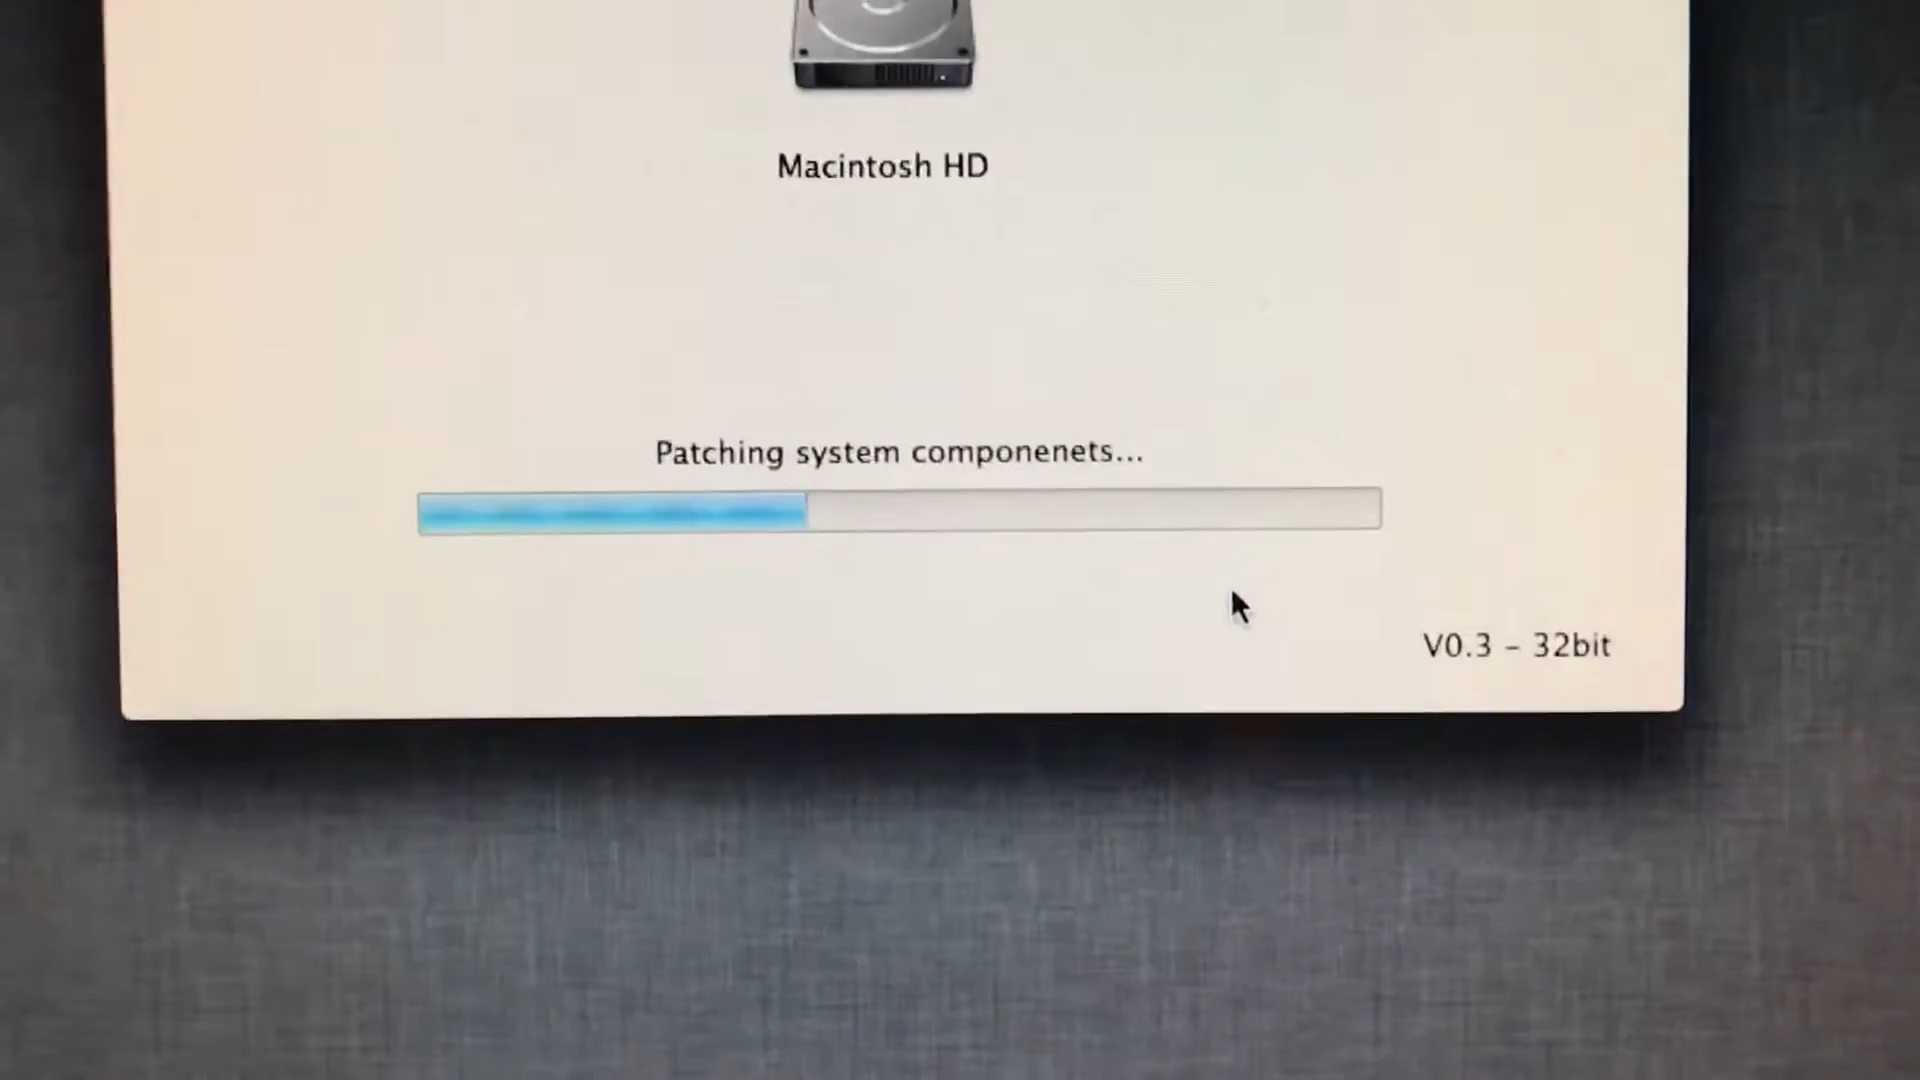 Macintosh HD
Patching system componenets...
V0.3 - 32bit